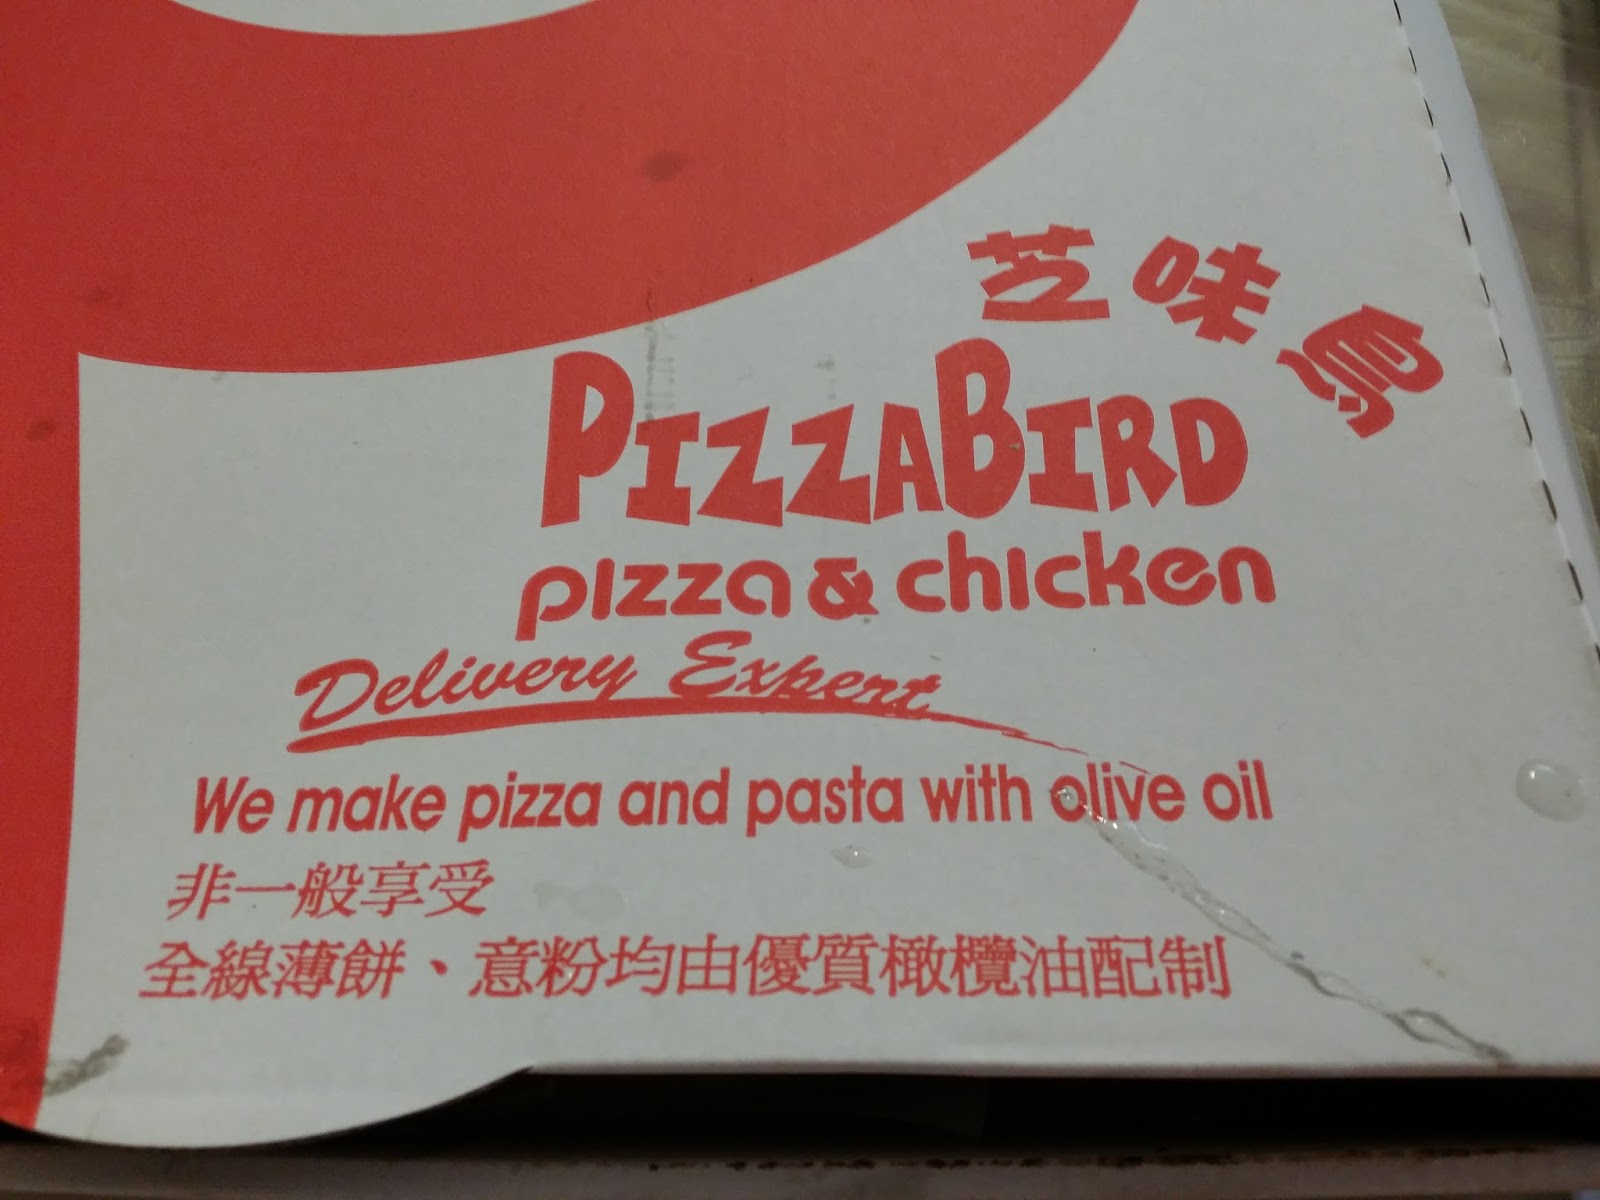 芝味鳥
PIZZABIRD
pizza & chicken
Delivery Expert
We make pizza and pasta with olive oil
非一般享受
全線薄餅、意粉均由優質橄欖油配制